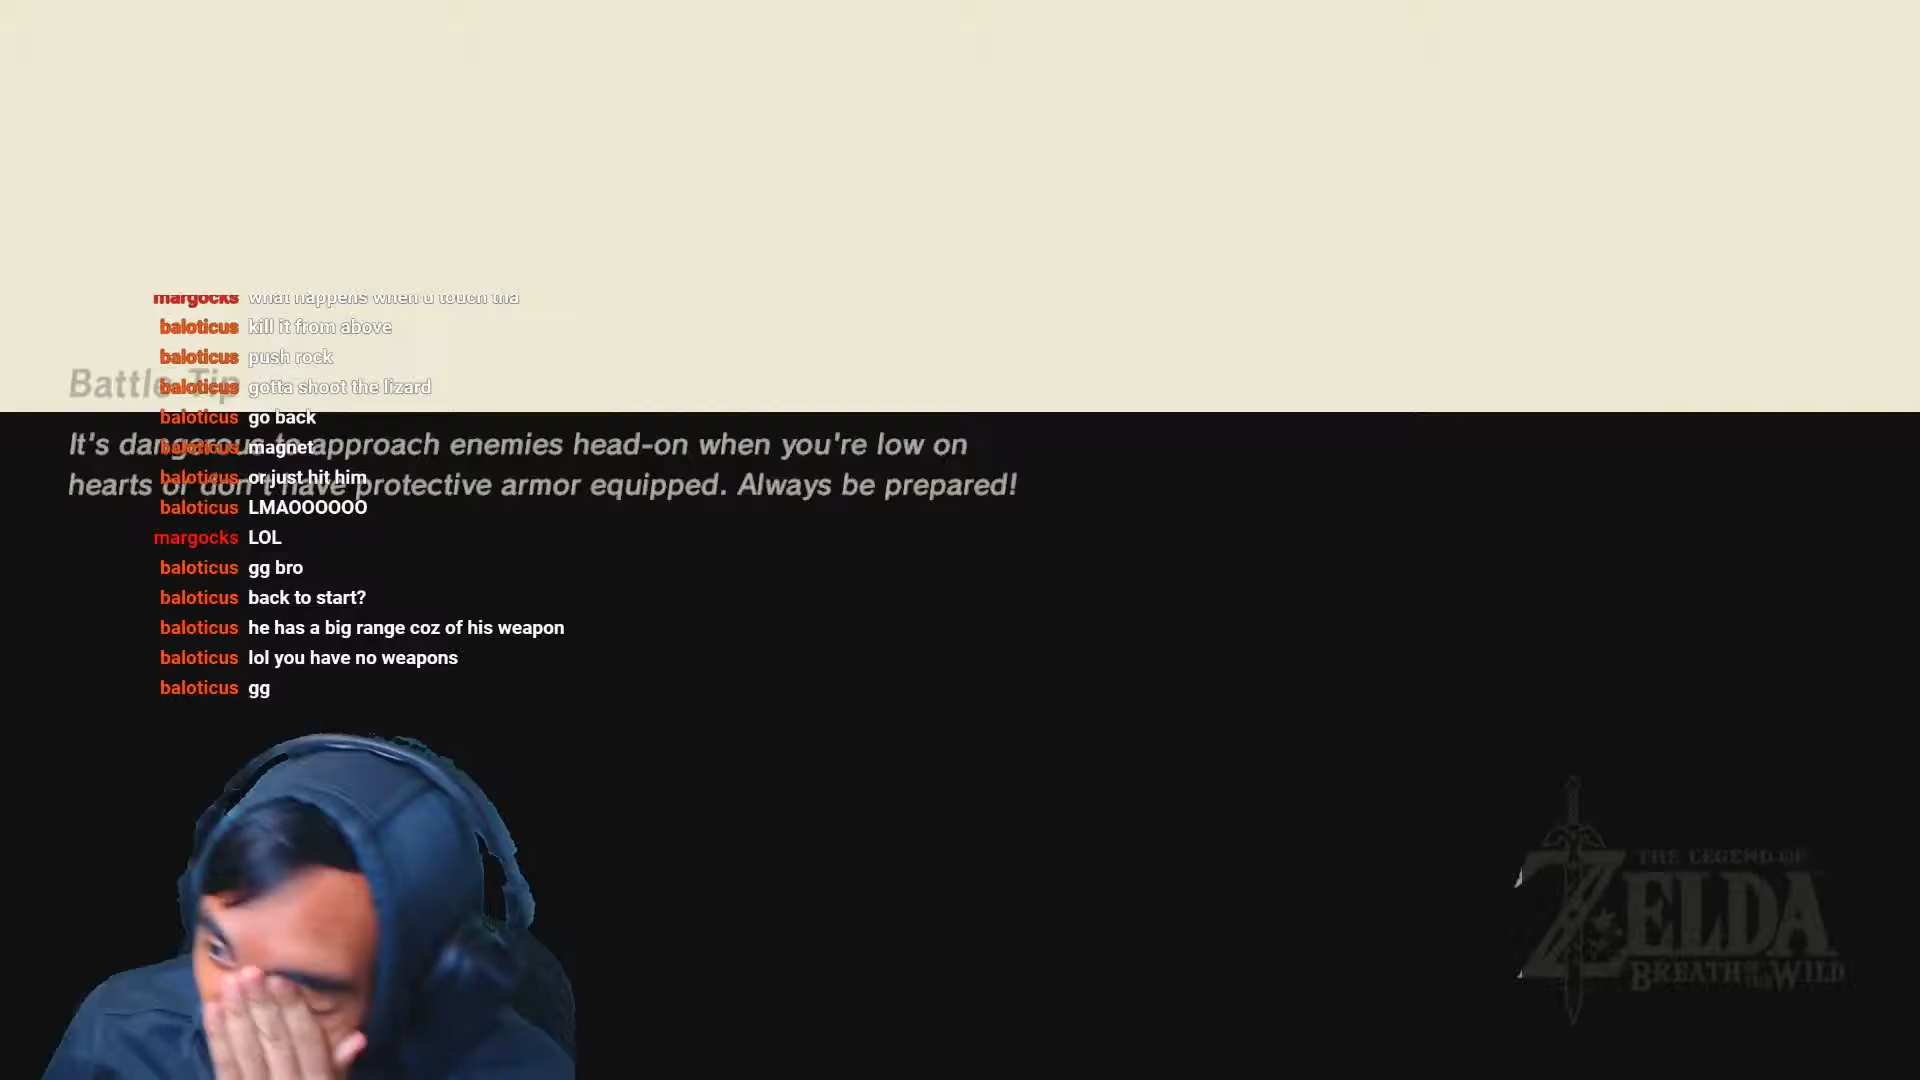 margocks what happens when u touch tha
baloticus kill it from above
baloticus push rock
Battle Tip
baloticus gotta shoot the lizard
baloticus go back
It's dangerous to approach enemies head-on when you're low on
baloticus magnet
baloticus or just hit him
hearts or don't have protective armor equipped. Always be prepared!
baloticus LMAOOOOOO
margocks LOL
baloticus gg bro
baloticus back to start?
baloticus he has a big range coz of his weapon
baloticus lol you have no weapons
baloticus gg
THE LEGEND OF
ZELDA
BREATH OF THE WILD